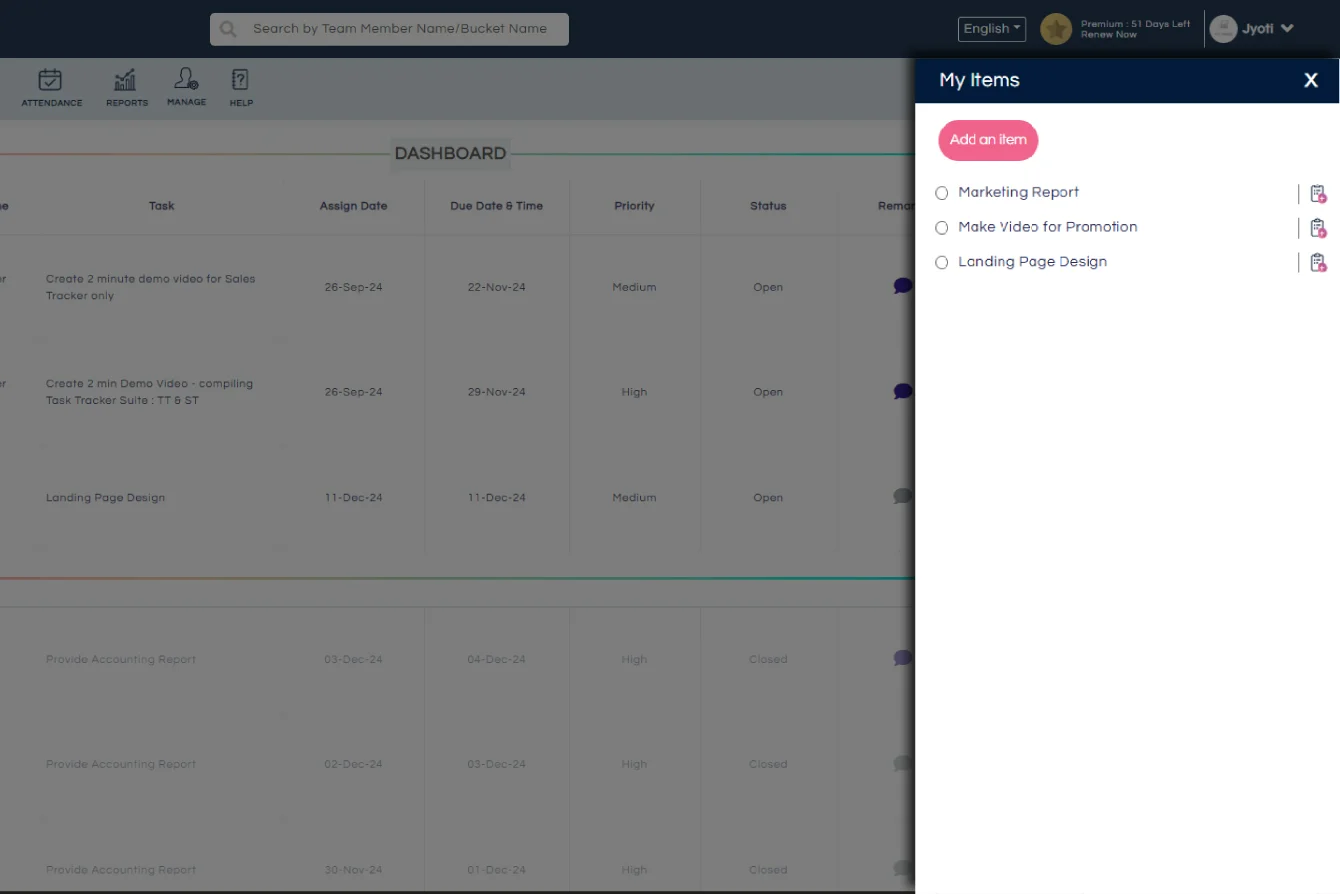 Search by Team Member Name/Bucket Name
English
Premium : 51 Days Left
Renew Now
Jyoti
ATTENDANCE
REPORTS
MANAGE
HELP
My Items
X
Add an item
Marketing Report
Make Video for Promotion
Landing Page Design
DASHBOARD
Task Assign Date Due Date & Time Priority Status
Create 2 minute demo video for Sales
Tracker only
26-Sep-24 22-Nov-24 Medium Open
Create 2 min Demo Video - compiling
Task Tracker Suite : TT & ST
26-Sep-24 29-Nov-24 High Open
Landing Page Design 11-Dec-24 11-Dec-24 Medium Open
Provide Accounting Report 03-Dec-24 04-Dec-24 High Closed
Provide Accounting Report 02-Dec-24 03-Dec-24 High Closed
Provide Accounting Report 30-Nov-24 01-Dec-24 High Closed